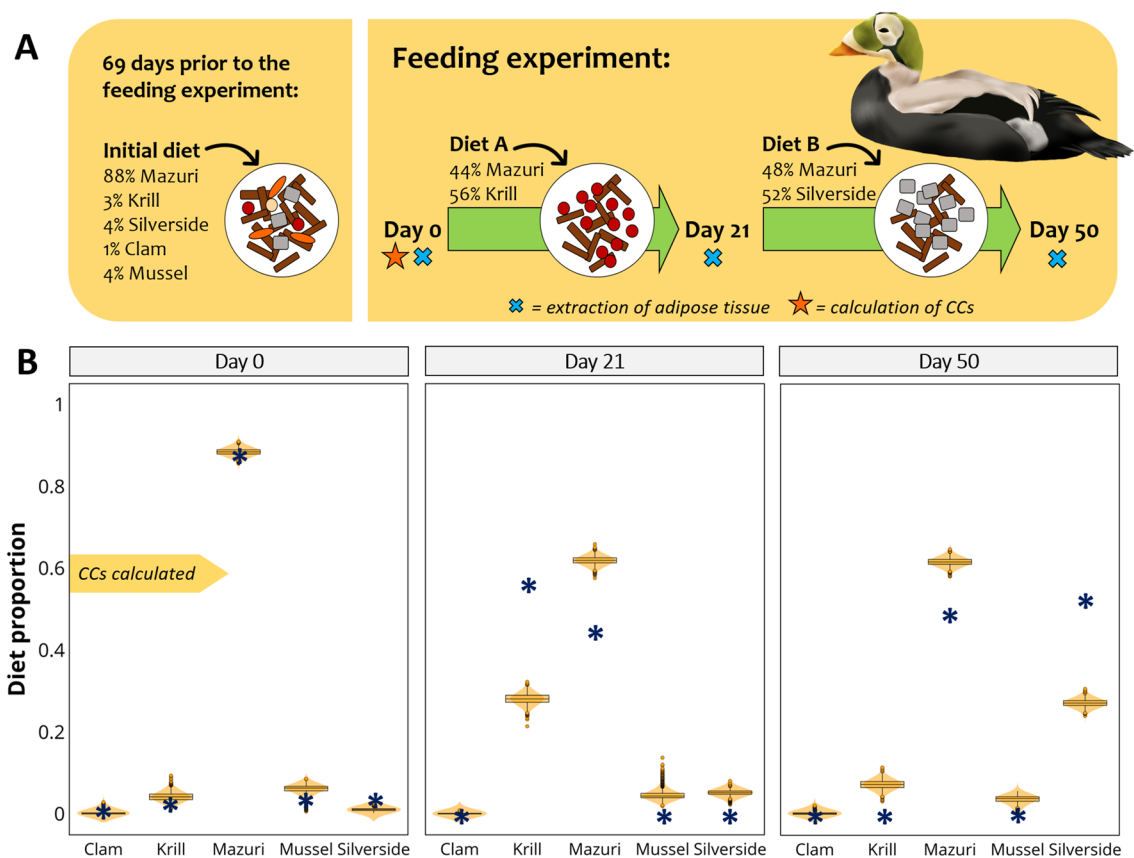 A
69 days prior to the
feeding experiment:
Initial diet
88% Mazuri
3% Krill
4% Silverside
1% Clam
4% Mussel
Feeding experiment:
Diet A
44% Mazuri
56% Krill
Diet B
48% Mazuri
52% Silverside
Day 0
Day 21
Day 50
= extraction of adipose tissue
= calculation of CCs
B
Day 0
Day 21
Day 50
Diet proportion
1
0.8
0.6
0.4
0.2
0
CCs calculated
* * * * *
* * * * *
* * * * *
Clam Krill Mazuri Mussel Silverside
Clam Krill Mazuri Mussel Silverside
Clam Krill Mazuri Mussel Silverside